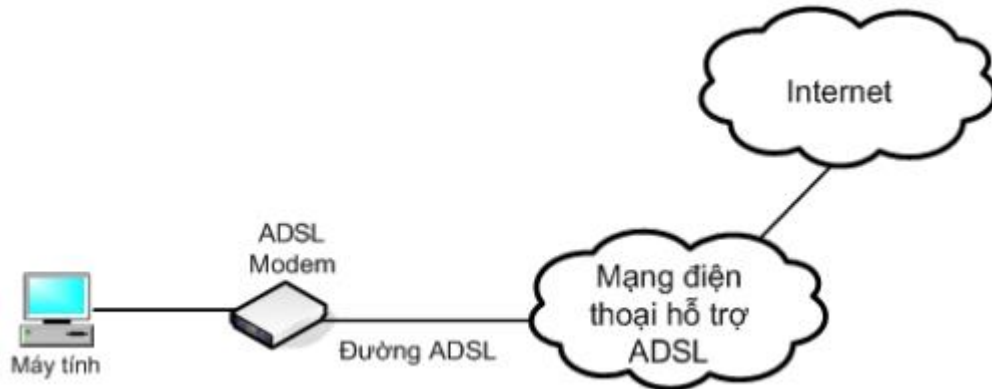 Internet
ADSL
Modem
Mạng điện
thoại hỗ trợ
ADSL
Đường ADSL
Máy tính